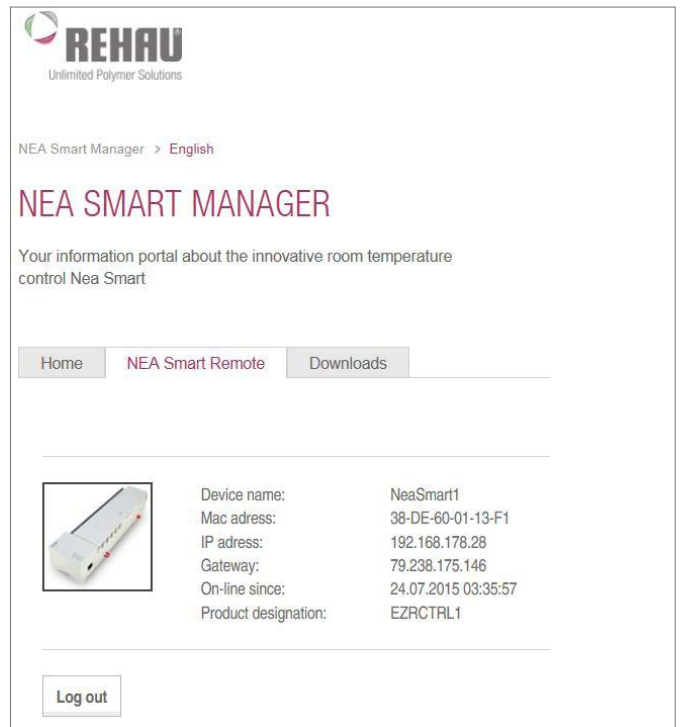 REHAU
Unlimited Polymer Solutions
NEA Smart Manager > English
NEA SMART MANAGER
Your information portal about the innovative room temperature
control Nea Smart
Home NEA Smart Remote Downloads
Device name: NeaSmart1
Mac adress: 38-DE-60-01-13-F1
IP adress: 192.168.178.28
Gateway: 79.238.175.146
On-line since: 24.07.2015 03:35:57
Product designation: EZRCTRL1
Log out